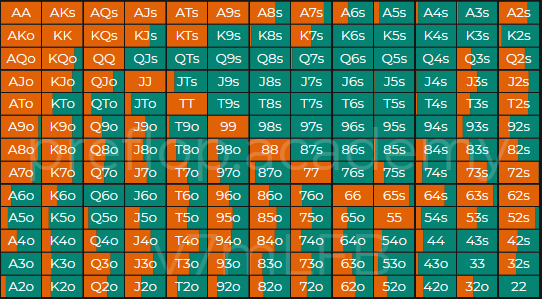 AA AKs AQs AJs ATs A9s A8s A7s A6s A5s A4s A3s A2s
AKo KK KQs KJs KTs K9s K8s K7s K6s K5s K4s K3s K2s
AQo KQo QQ QJs QTs Q9s Q8s Q7s Q6s Q5s Q4s Q3s Q2s
AJo KJo QJo JJ JTs J9s J8s J7s J6s J5s J4s J3s J2s
ATo KTo QTo JTo TT T9s T8s T7s T6s T5s T4s T3s T2s
A9o K9o Q9o J9o T9o 99 98s 97s 96s 95s 94s 93s 92s
A8o K8o Q8o J8o T8o 98o 88 87s 86s 85s 84s 83s 82s
A7o K7o Q7o J7o T7o 97o 87o 77 76s 75s 74s 73s 72s
A6o K6o Q6o J6o T6o 96o 86o 76o 66 65s 64s 63s 62s
A5o K5o Q5o J5o T5o 95o 85o 75o 65o 55 54s 53s 52s
A4o K4o Q4o J4o T4o 94o 84o 74o 64o 54o 44 43s 42s
A3o K3o Q3o J3o T3o 93o 83o 73o 63o 53o 43o 33 32s
A2o K2o Q2o J2o T2o 92o 82o 72o 62o 52o 42o 32o 22
preflop.academy